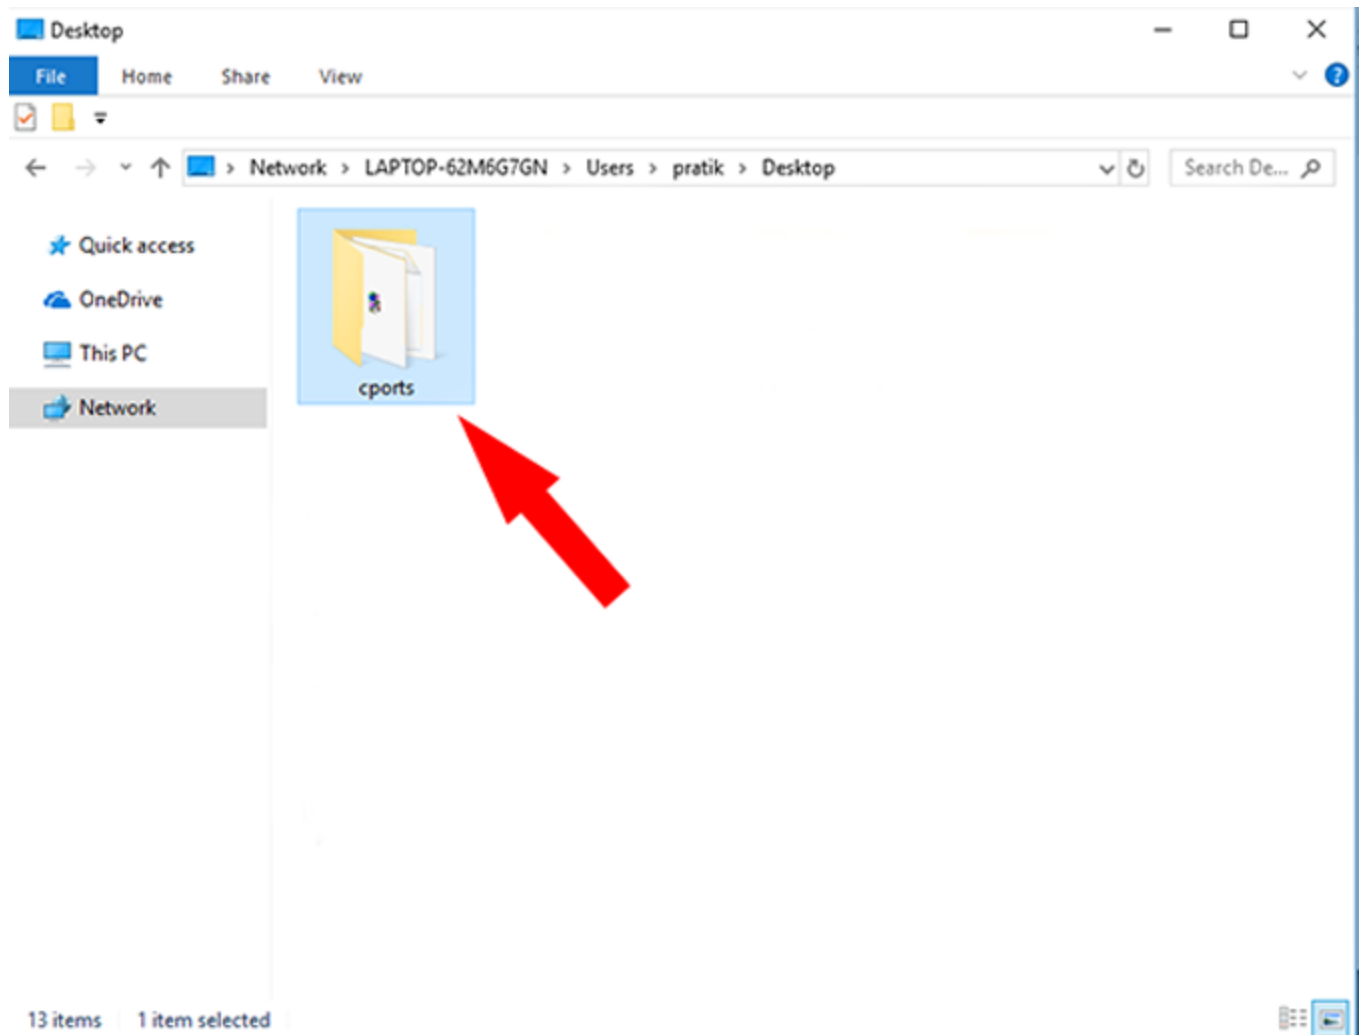 Desktop
File Home Share View
Network > LAPTOP-62M6G7GN > Users > pratik > Desktop
Search De...
Quick access
OneDrive
This PC
Network
cports
13 items 1 item selected